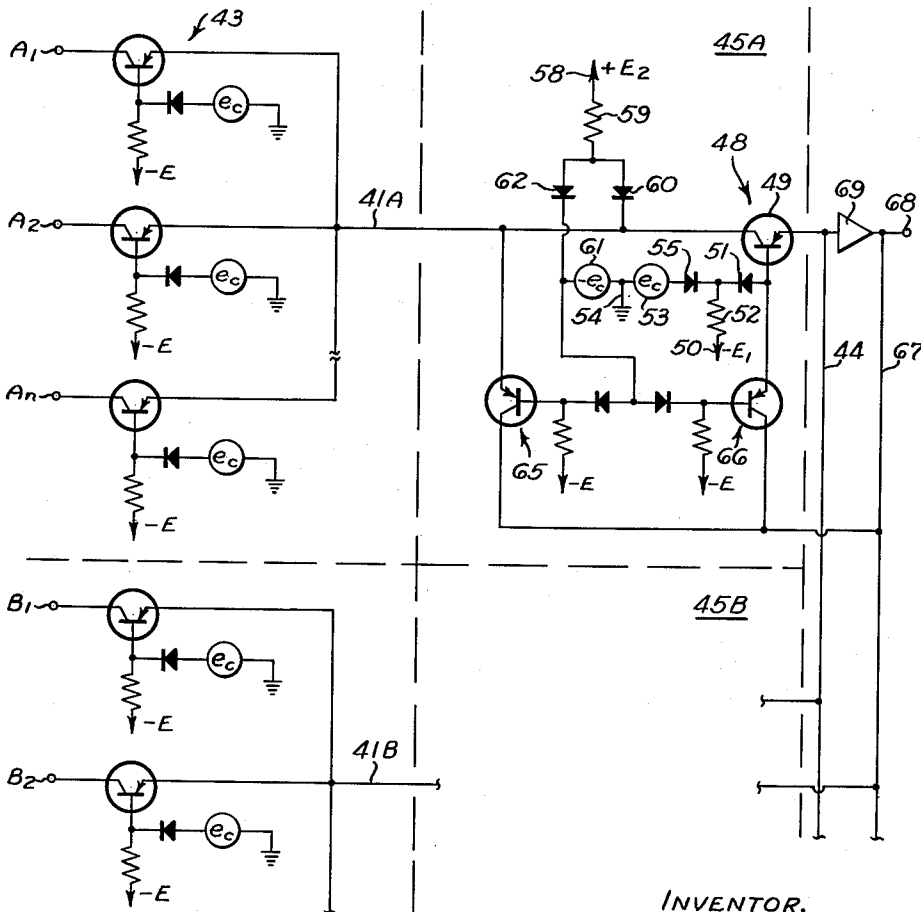 43
45A
A1
ec
-E
58
+E2
59
48
62
60
49
69
68
A2
41A
61
55
51
-ec
ec
ec
54
53
52
50
-E1
-E
44
67
An
65
66
ec
-E
-E
-E
B1
45B
ec
-E
41B
B2
ec
-E
INVENTOR.